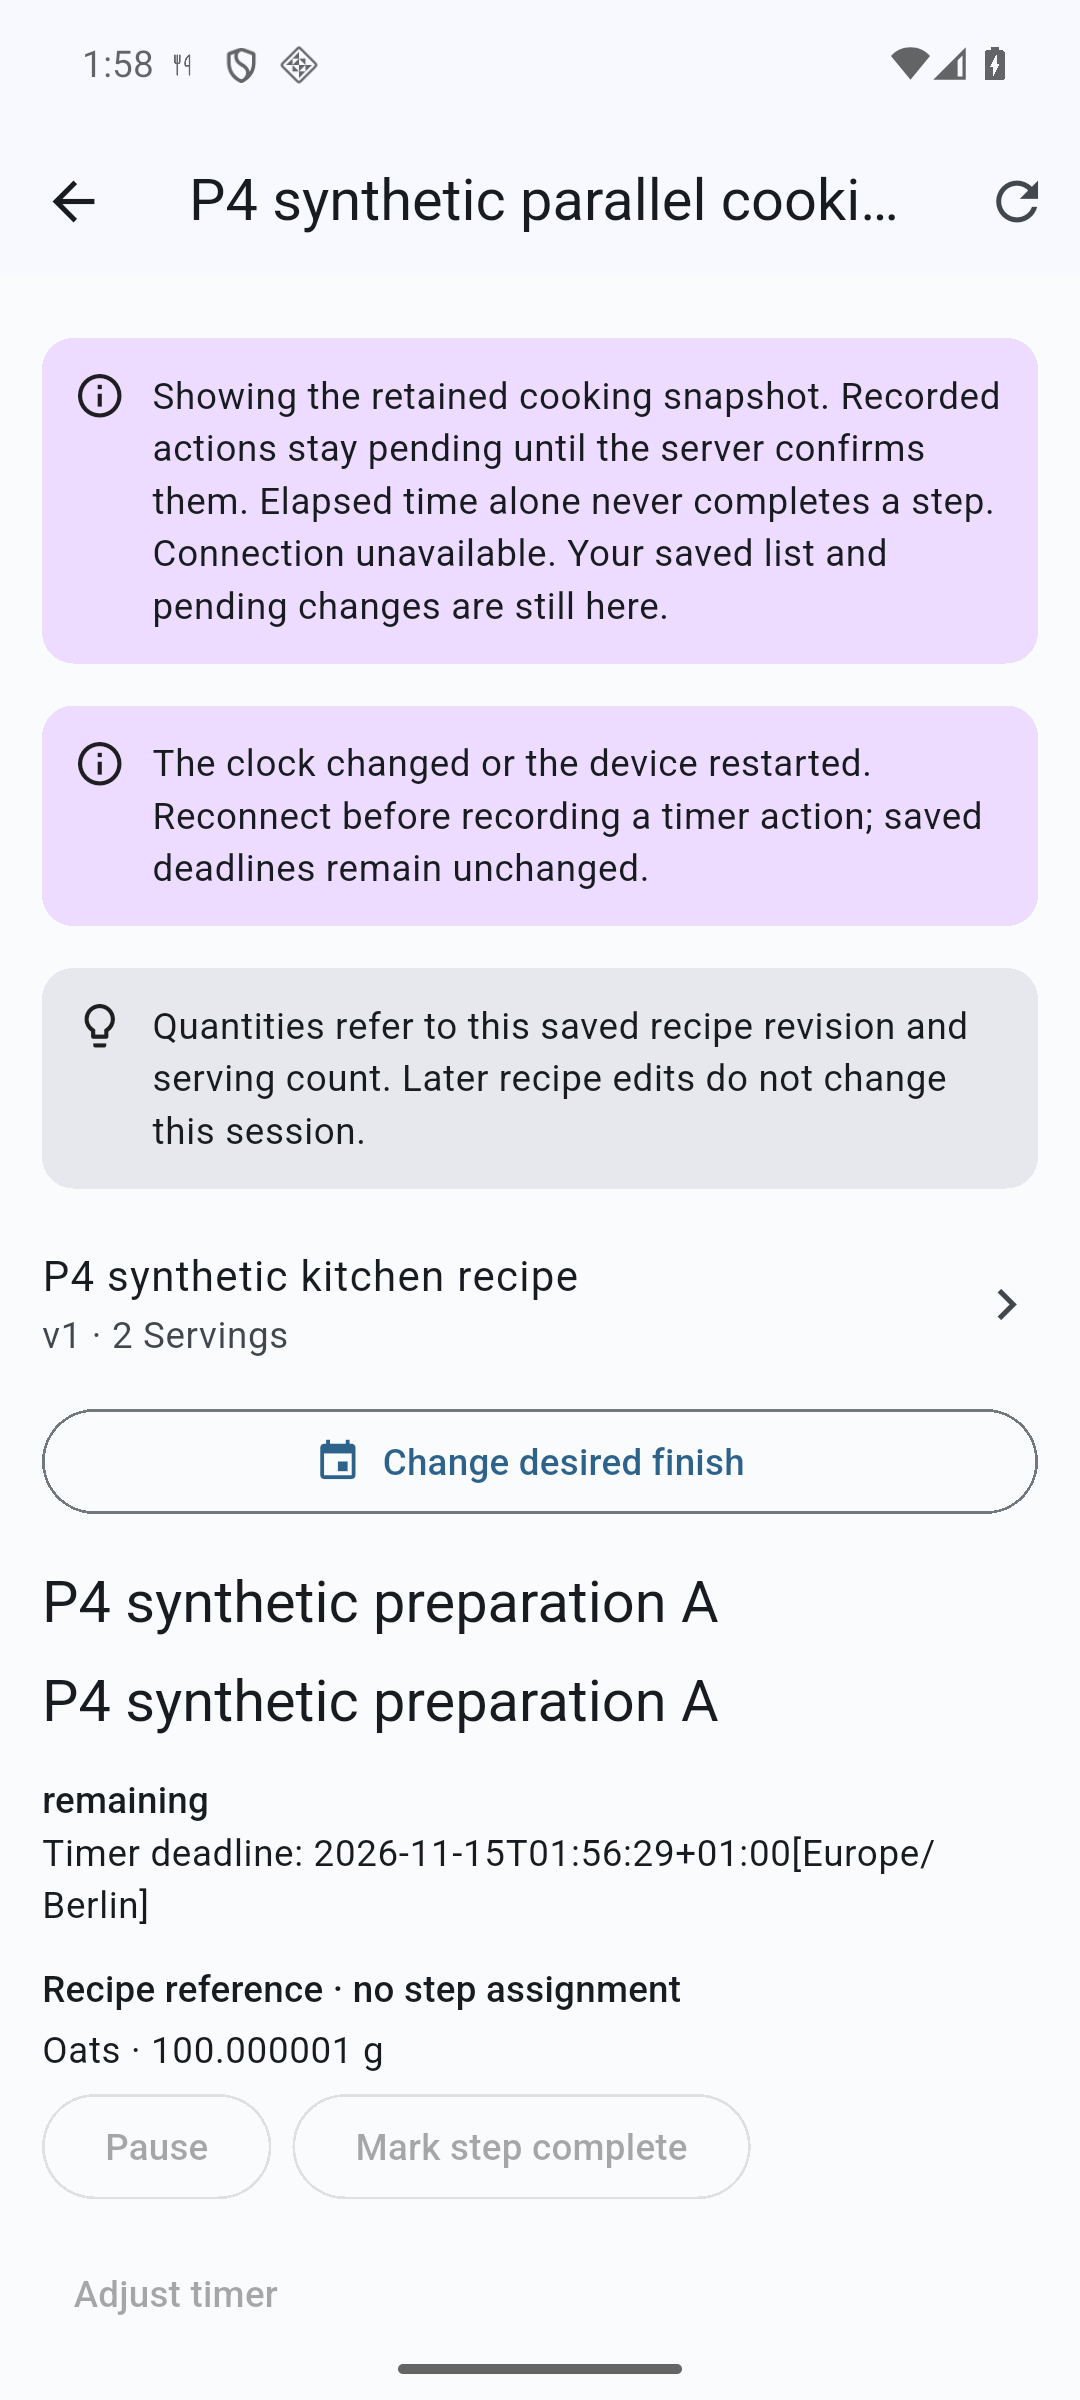 1:58
P4 synthetic parallel cooki...
Showing the retained cooking snapshot. Recorded
actions stay pending until the server confirms
them. Elapsed time alone never completes a step.
Connection unavailable. Your saved list and
pending changes are still here.
The clock changed or the device restarted.
Reconnect before recording a timer action; saved
deadlines remain unchanged.
Quantities refer to this saved recipe revision and
serving count. Later recipe edits do not change
this session.
P4 synthetic kitchen recipe
v1 · 2 Servings
Change desired finish
P4 synthetic preparation A
P4 synthetic preparation A
remaining
Timer deadline: 2026-11-15T01:56:29+01:00[Europe/
Berlin]
Recipe reference · no step assignment
Oats · 100.000001 g
Pause
Mark step complete
Adjust timer